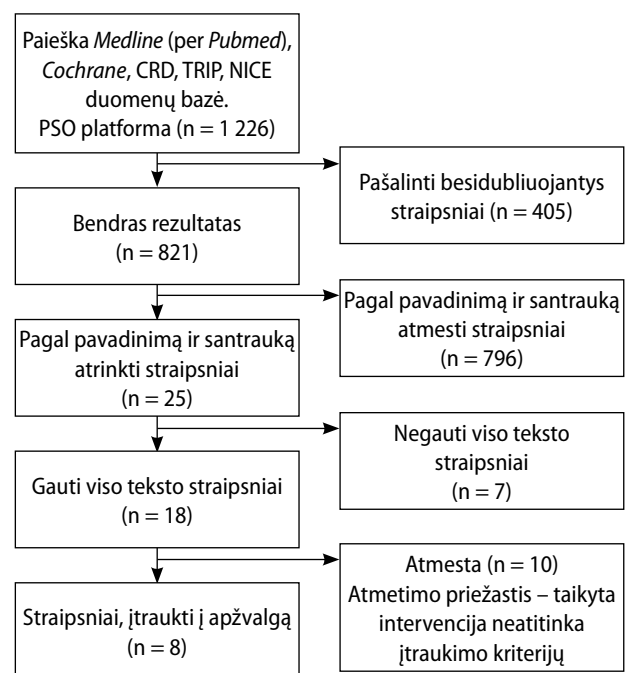 Paieška Medline (per Pubmed),
Cochrane, CRD, TRIP, NICE
duomenų bazė.
PSO platforma (n = 1 226)
Pašalinti besidubliuojantys
straipsniai (n = 405)
Bendras rezultatas
(n = 821)
Pagal pavadinimą ir santrauką
atmesti straipsniai
(n = 796)
Pagal pavadinimą ir santrauką
atrinkti straipsniai
(n = 25)
Negauti viso teksto
straipsniai
(n = 7)
Gauti viso teksto straipsniai
(n = 18)
Atmesta (n = 10)
Atmetimo priežastis – taikyta
intervencija neatitinka
įtraukimo kriterijų
Straipsniai, įtraukti į apžvalgą
(n = 8)